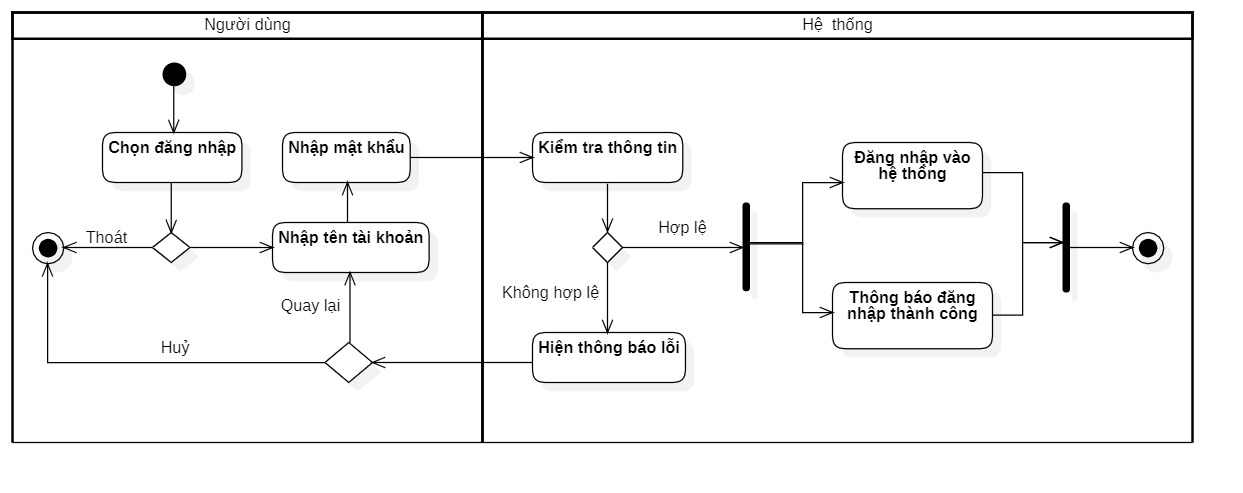 Người dùng
Hệ thống
Chọn đăng nhập
Nhập mật khẩu
Kiểm tra thông tin
Đăng nhập vào
hệ thống
Thoát
Nhập tên tài khoản
Hợp lệ
Quay lại
Không hợp lệ
Thông báo đăng
nhập thành công
Huỷ
Hiện thông báo lỗi